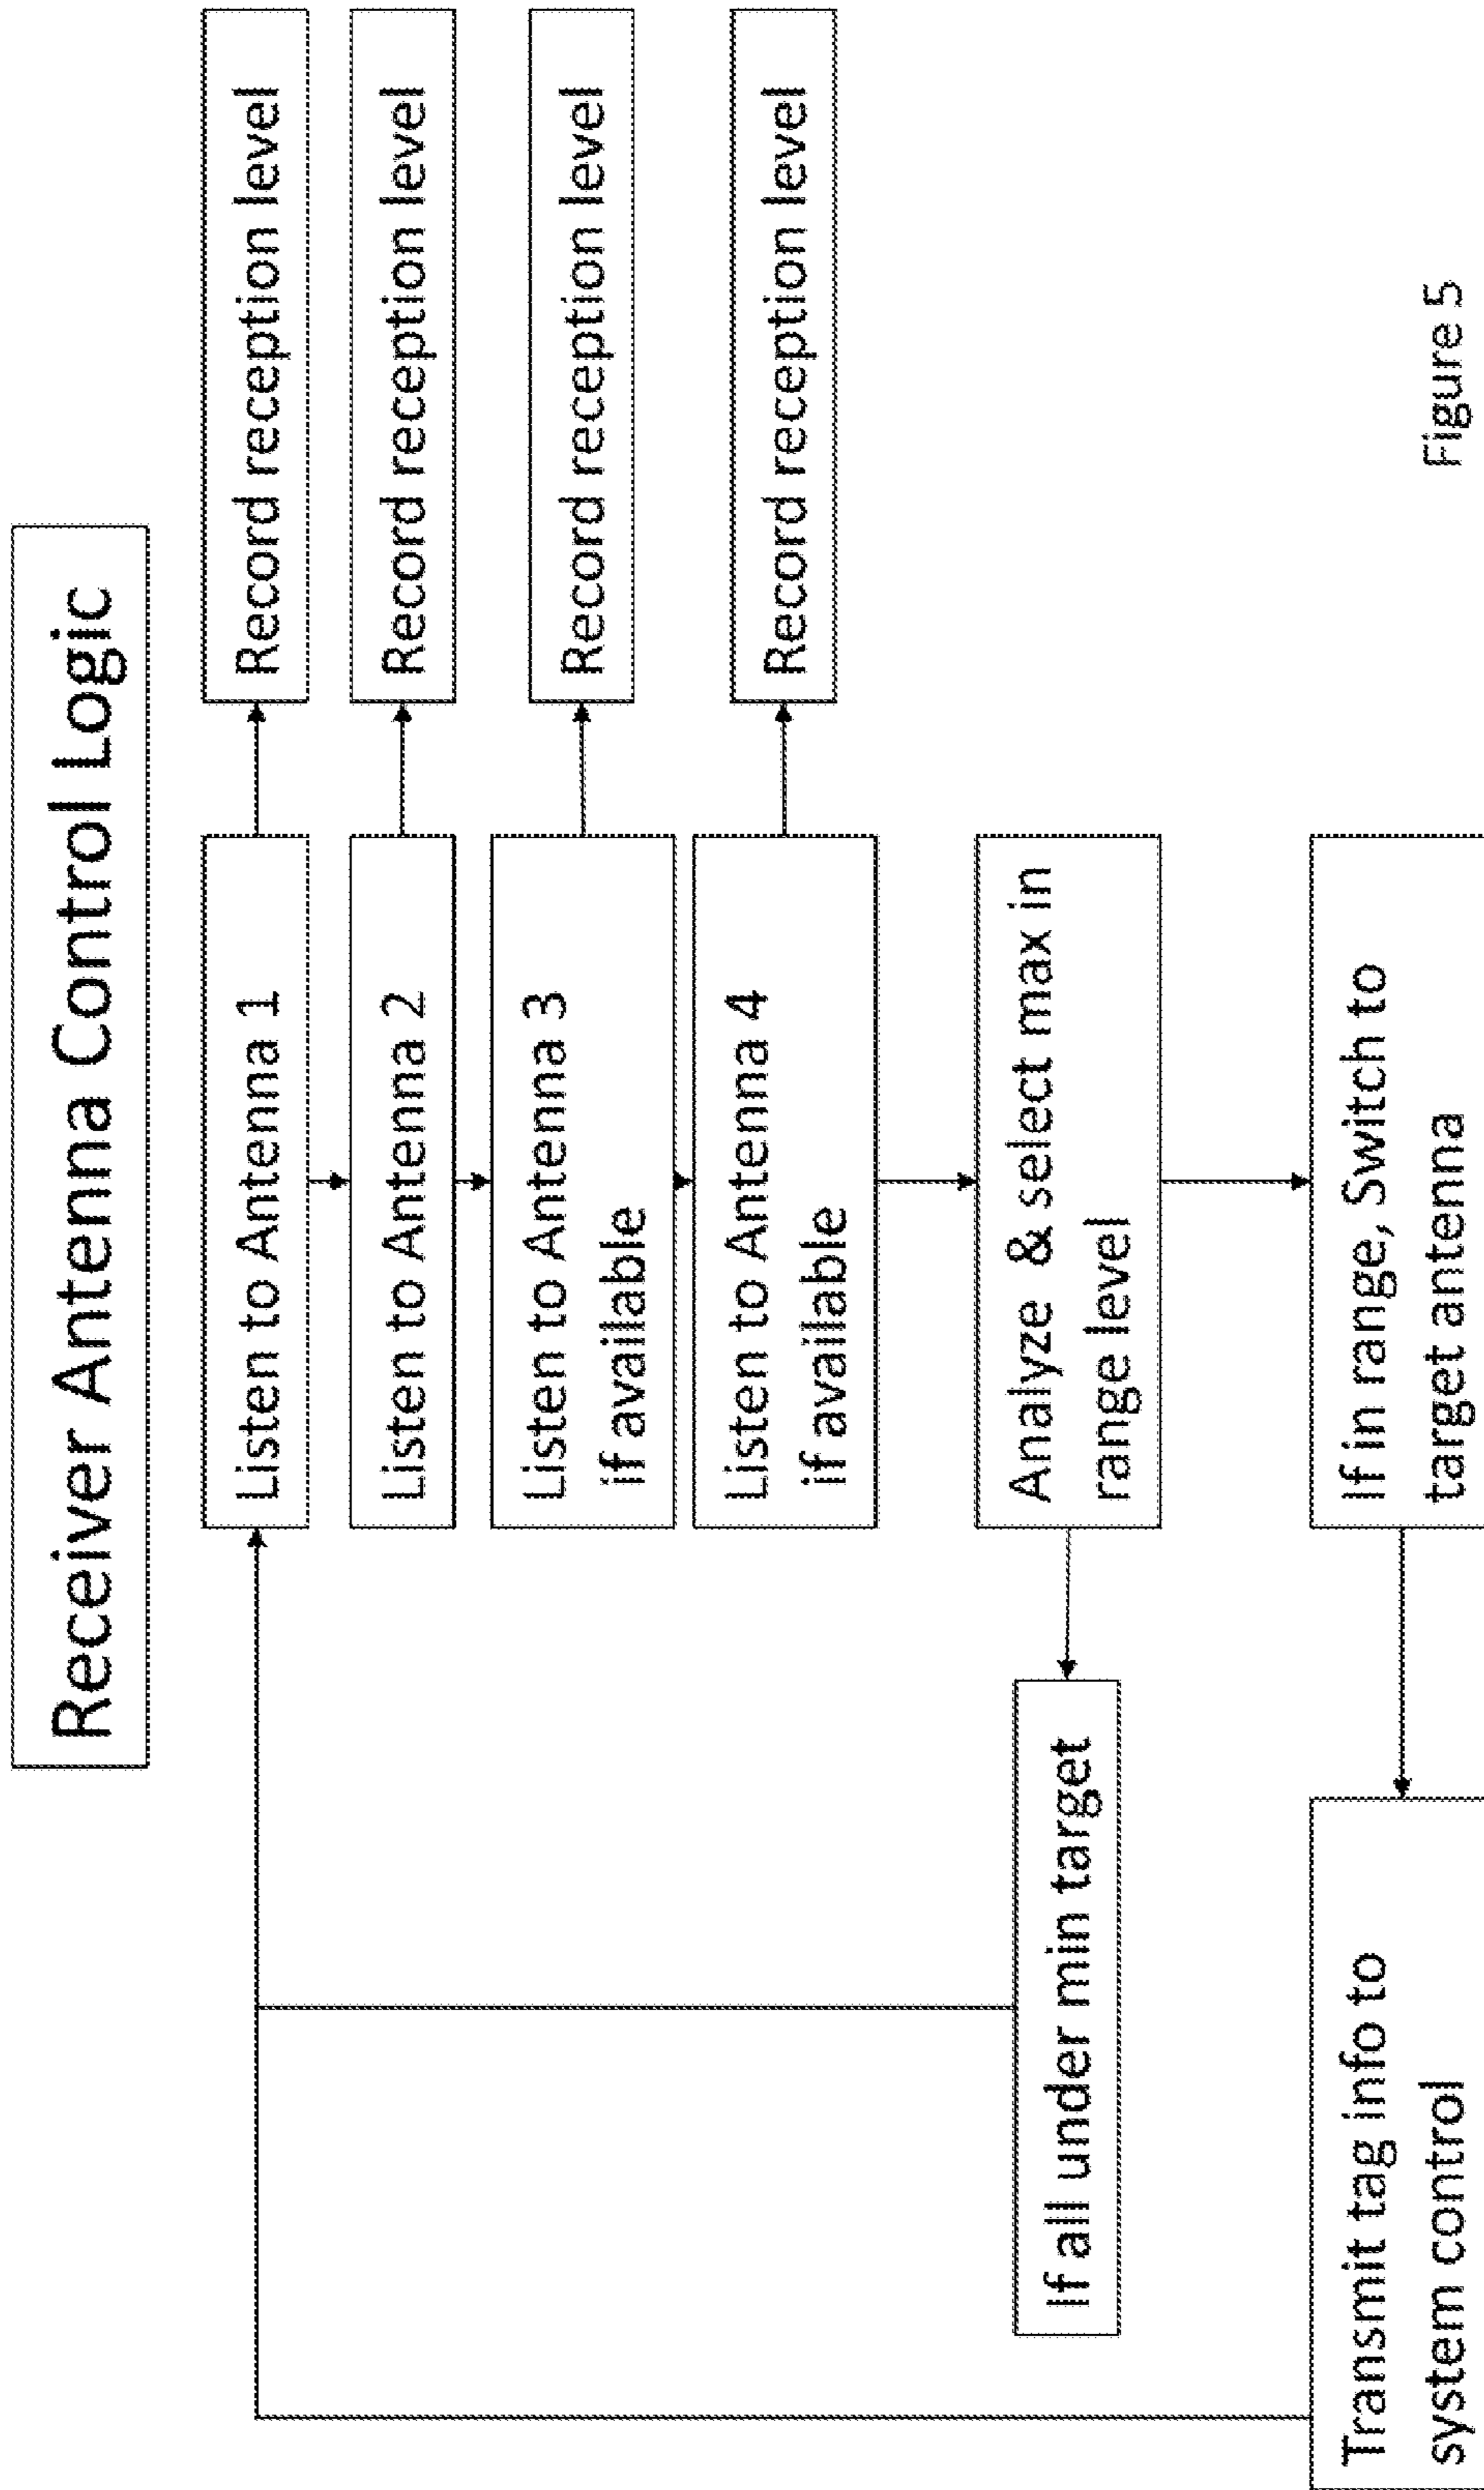 Receiver Antenna Control Logic
Listen to Antenna 1
Record reception level
Listen to Antenna 2
Record reception level
Listen to Antenna 3
if available
Record reception level
Listen to Antenna 4
if available
Record reception level
Analyze & select max in
range level
If all under min target
If in range, Switch to
target antenna
Transmit tag info to
system control
Figure 5